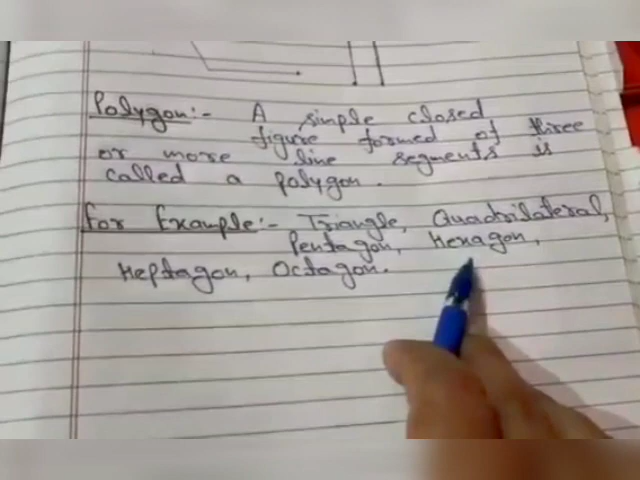 Polygon:- A simple closed
figure formed of three
or more line segments is
called a polygon.
For Example:- Triangle, Quadrilateral,
Pentagon, Hexagon,
Heptagon, Octagon.